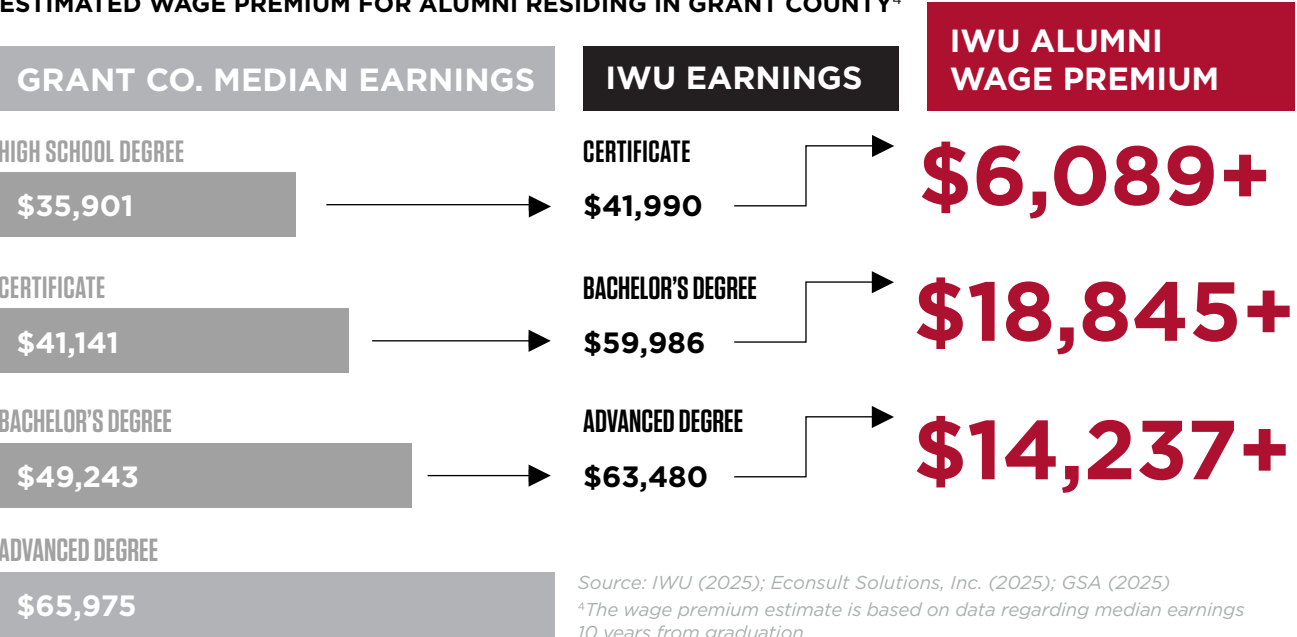 ESTIMATED WAGE PREMIUM FOR ALUMNI RESIDING IN GRANT COUNTY⁴
GRANT CO. MEDIAN EARNINGS
IWU EARNINGS
IWU ALUMNI
WAGE PREMIUM
HIGH SCHOOL DEGREE
$35,901
CERTIFICATE
$41,990
$6,089+
CERTIFICATE
$41,141
BACHELOR'S DEGREE
$59,986
$18,845+
BACHELOR'S DEGREE
$49,243
ADVANCED DEGREE
$63,480
$14,237+
ADVANCED DEGREE
$65,975
Source: IWU (2025); Econsult Solutions, Inc. (2025); GSA (2025)
⁴The wage premium estimate is based on data regarding median earnings
10 years from graduation